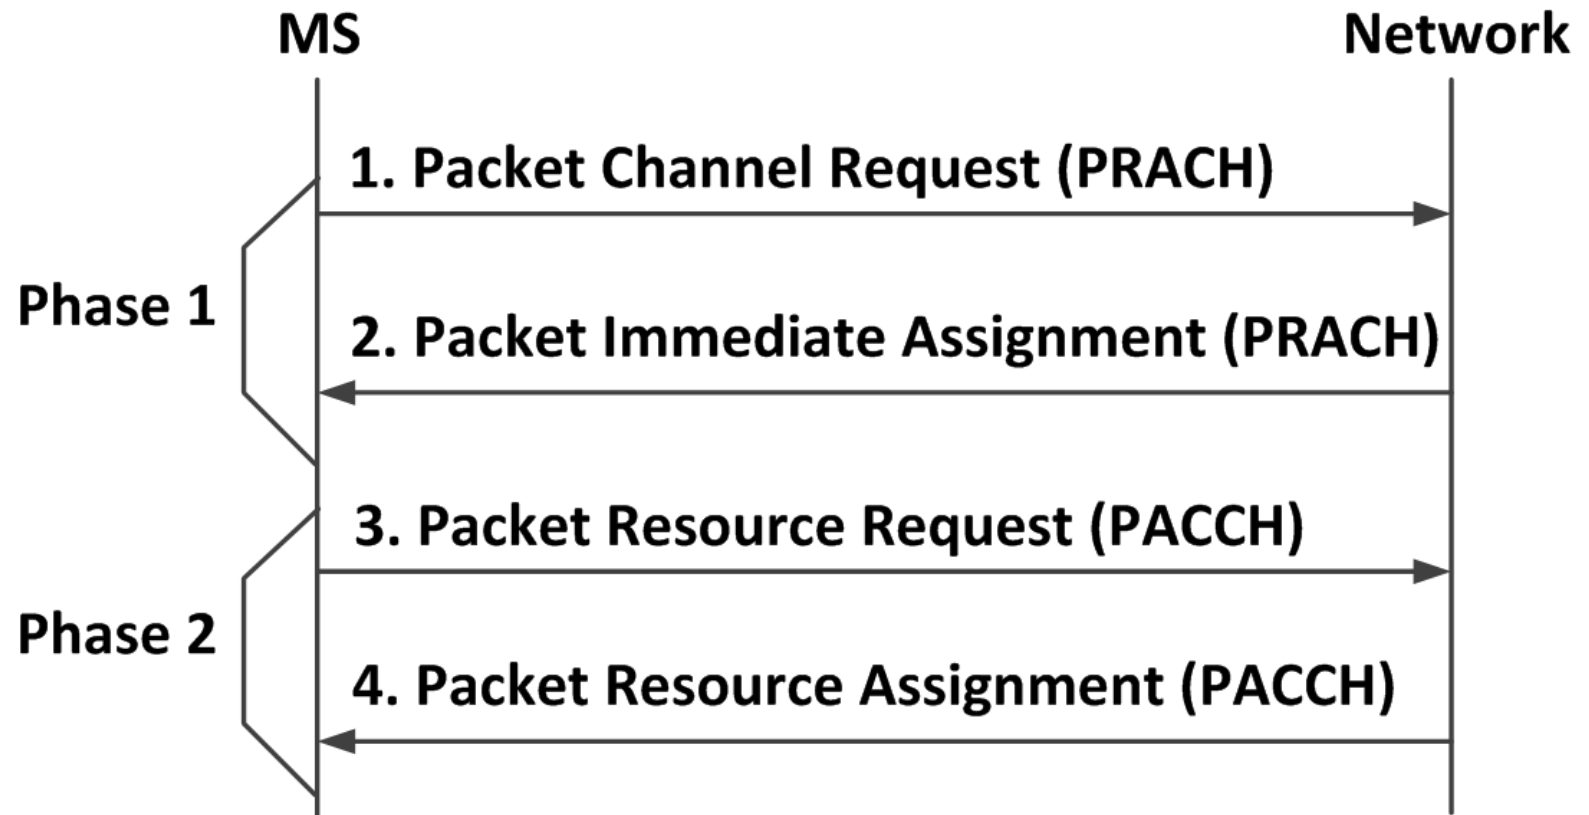 MS
Network
1. Packet Channel Request (PRACH)
Phase 1
2. Packet Immediate Assignment (PRACH)
3. Packet Resource Request (PACCH)
Phase 2
4. Packet Resource Assignment (PACCH)